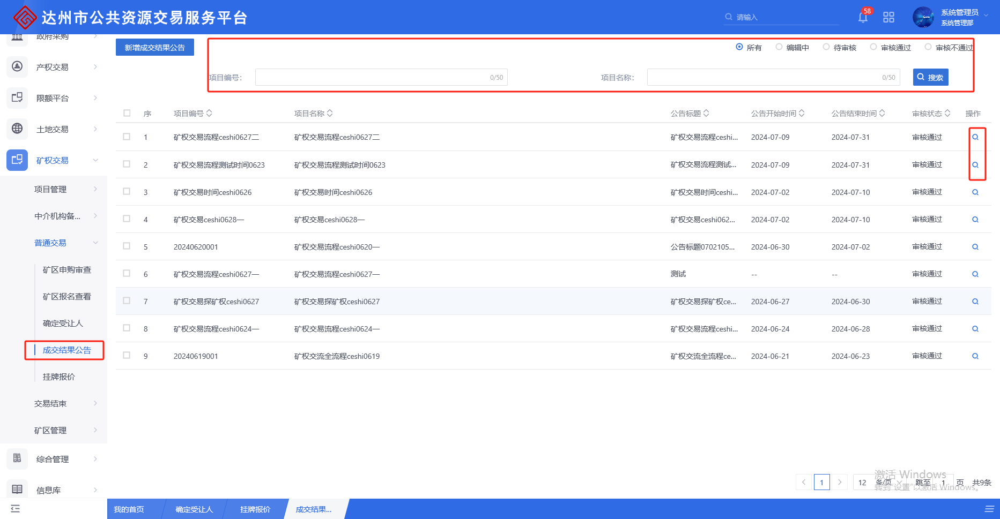 达州市公共资源交易服务平台
请输入
58
系统管理员
系统管理部
政府采购
产权交易
限额平台
土地交易
矿权交易
项目管理
中介机构备...
普通交易
矿区申购审查
矿区报名查看
确定受让人
成交结果公告
挂牌报价
交易结束
矿区管理
综合管理
信息库
新增成交结果公告
所有 编辑中 待审核 审核通过 审核不通过
项目编号： 0/50 项目名称： 0/50 搜索
序 项目编号 项目名称 公告标题 公告开始时间 公告结束时间 审核状态 操作
1 矿权交易流程ceshi0627二 矿权交易流程ceshi0627二 矿权交易流程ceshi... 2024-07-09 2024-07-31 审核通过
2 矿权交易流程测试时间0623 矿权交易流程测试时间0623 矿权交易流程测试... 2024-07-09 2024-07-31 审核通过
3 矿权交易时间ceshi0626 矿权交易时间ceshi0626 矿权交易时间ceshi... 2024-07-02 2024-07-10 审核通过
4 矿权交易ceshi0628一 矿权交易ceshi0628一 矿权交易ceshi062... 2024-07-02 2024-07-10 审核通过
5 20240620001 矿权交易流程ceshi0620一 公告标题0702105... 2024-06-30 2024-07-02 审核通过
6 矿权交易流程ceshi0627一 矿权交易流程ceshi0627一 测试 -- -- 审核通过
7 矿权交易探矿权ceshi0627 矿权交易探矿权ceshi0627 矿权交易探矿权ce... 2024-06-27 2024-06-30 审核通过
8 矿权交易流程ceshi0624一 矿权交易流程ceshi0624一 矿权交易流程ceshi... 2024-06-24 2024-06-28 审核通过
9 20240619001 矿权交流全流程ceshi0619 矿权交流全流程ce... 2024-06-21 2024-06-23 审核通过
1 12 条/页 跳至 1 页 共9条
激活 Windows
转到"设置"以激活 Windows。
我的首页 确定受让人 挂牌报价 成交结果...